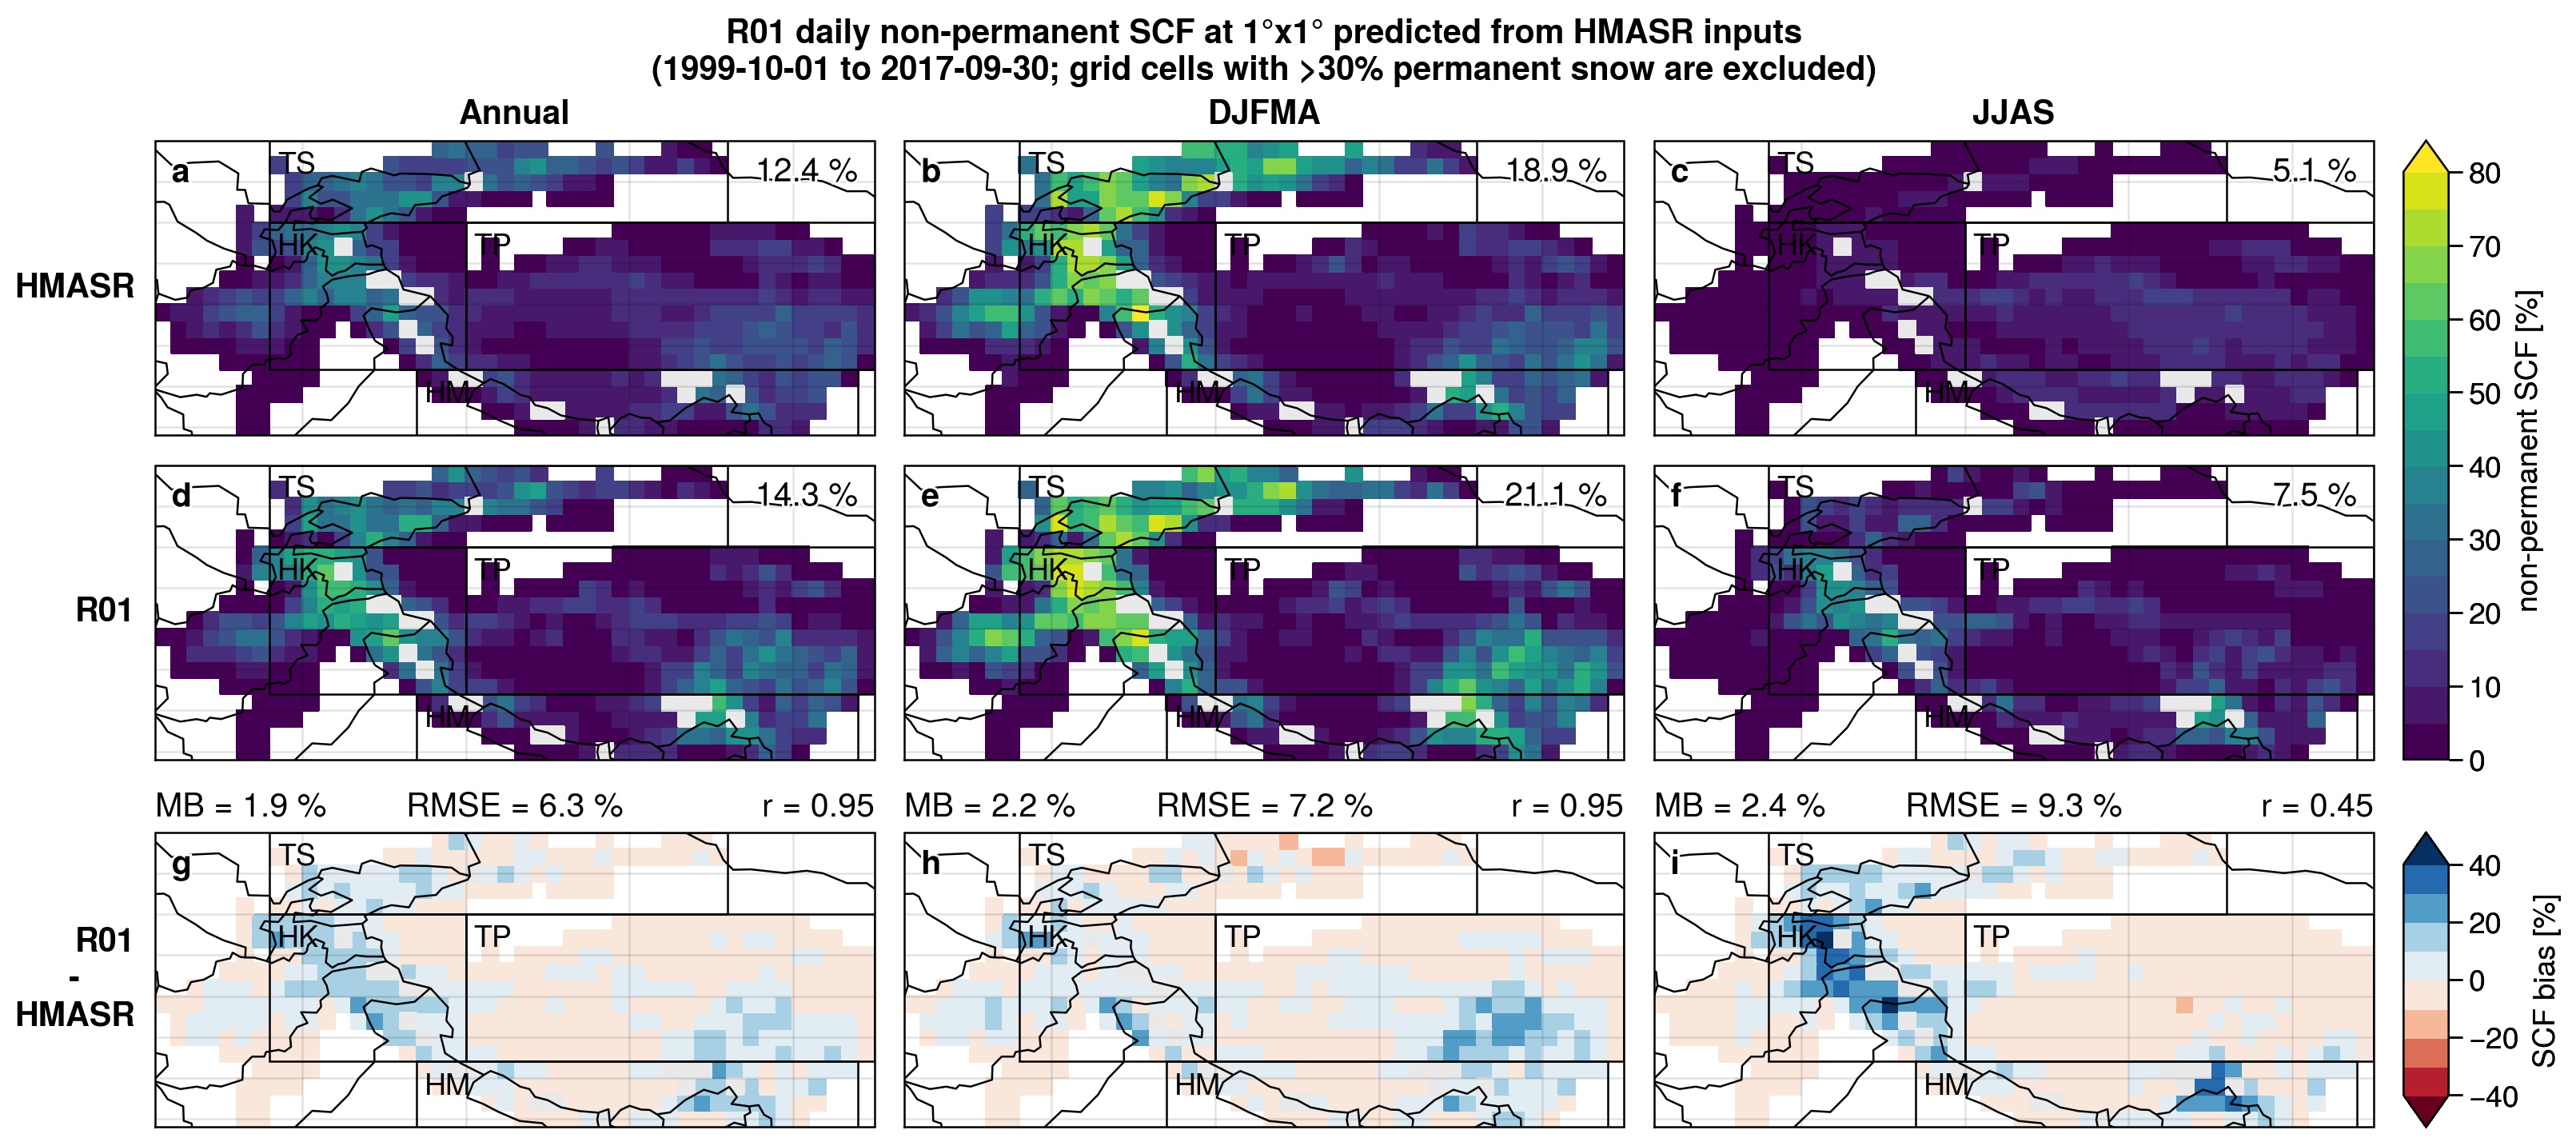 R01 daily non-permanent SCF at 1°x1° predicted from HMASR inputs
(1999-10-01 to 2017-09-30; grid cells with >30% permanent snow are excluded)
Annual
DJFMA
JJAS
HMASR
a
TS
HK
TP
HM
12.4 %
b
TS
HK
TP
HM
18.9 %
c
TS
HK
TP
HM
5.1 %
R01
d
TS
HK
TP
HM
14.3 %
e
TS
HK
TP
HM
21.1 %
f
TS
HK
TP
HM
7.5 %
80
70
60
50
40
30
20
10
0
non-permanent SCF [%]
MB = 1.9 % RMSE = 6.3 % r = 0.95
MB = 2.2 % RMSE = 7.2 % r = 0.95
MB = 2.4 % RMSE = 9.3 % r = 0.45
R01
-
HMASR
g
TS
HK
TP
HM
h
TS
HK
TP
HM
i
TS
HK
TP
HM
40
20
0
−20
−40
SCF bias [%]